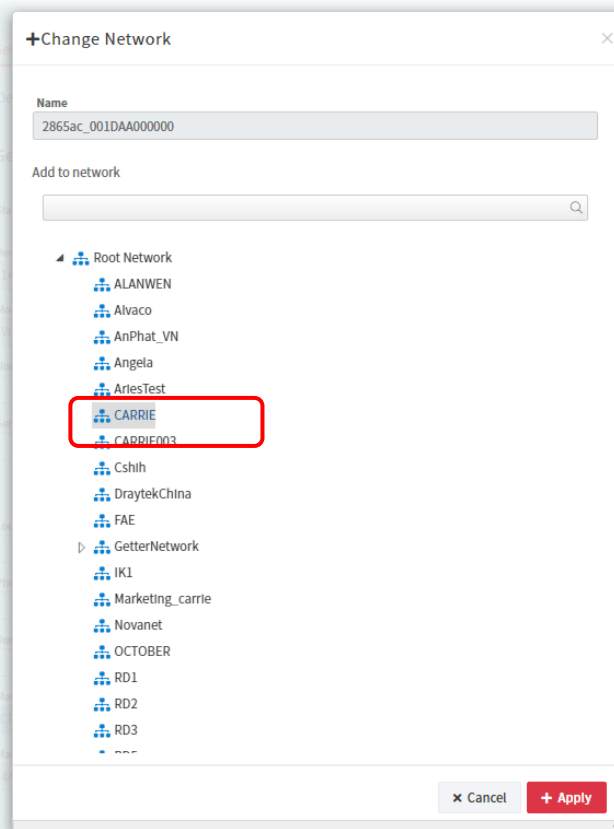 +Change Network
Name
2865ac_001DAA000000
Add to network
Root Network
ALANWEN
Alvaco
AnPhat_VN
Angela
AriesTest
CARRIE
CARRIE003
Cshih
DraytekChina
FAE
GetterNetwork
IK1
Marketing_carrie
Novanet
OCTOBER
RD1
RD2
RD3
Cancel
Apply